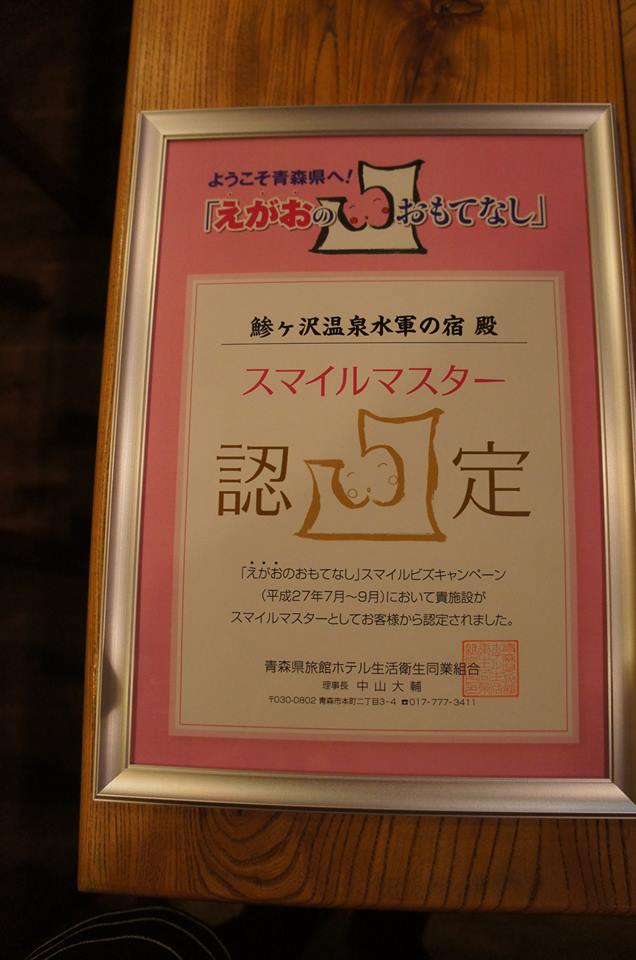 ようこそ青森県へ!
「えがおのおもてなし」
鰺ヶ沢温泉水軍の宿 殿
スマイルマスター
認定
「えがおのおもてなし」スマイルビズキャンペーン
(平成27年7月~9月)において貴施設が
スマイルマスターとしてお客様から認定されました。
青森県旅館ホテル生活衛生同業組合
理事長 中山大輔
〒030-0802 青森市本町二丁目3-4 ☎017-777-3411